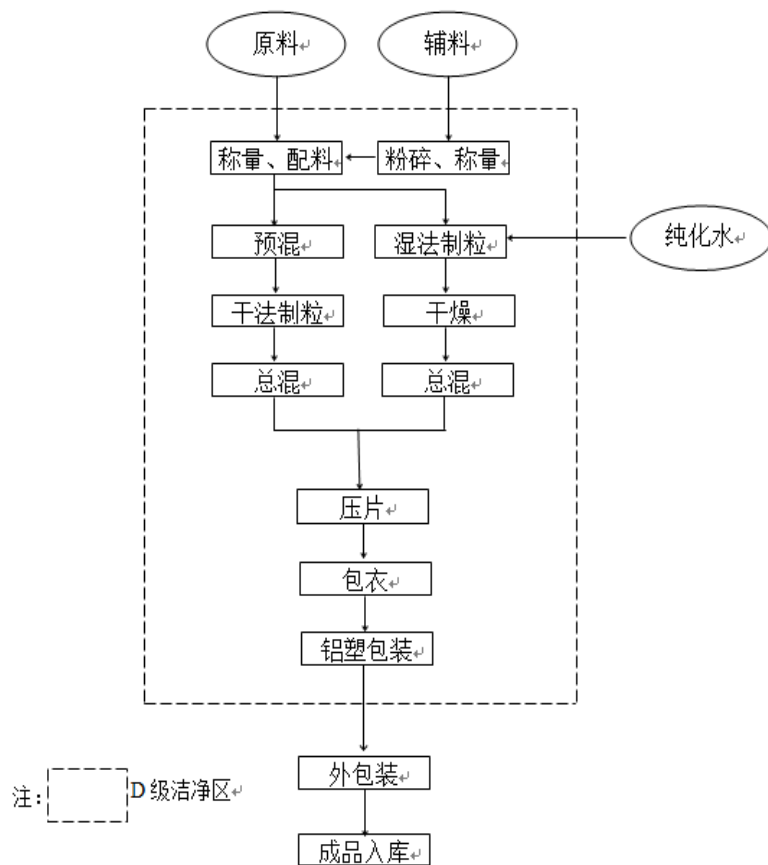 原料
辅料
称量、配料
粉碎、称量
预混
湿法制粒
纯化水
干法制粒
干燥
总混
总混
压片
包衣
铝塑包装
外包装
注：
D 级洁净区
成品入库